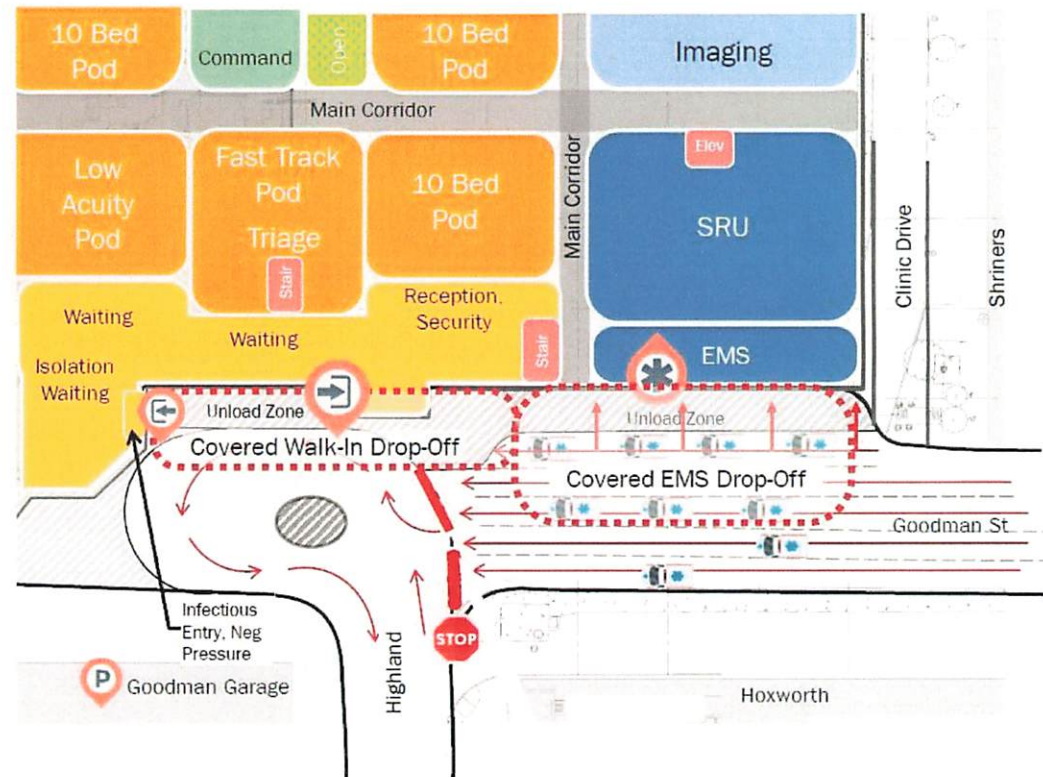 10 Bed
Pod
Command
Open
10 Bed
Pod
Imaging
Main Corridor
Low
Acuity
Pod
Fast Track
Pod
Triage
Stair
10 Bed
Pod
Main Corridor
Elev
SRU
Clinic Drive
Shriners
Waiting
Isolation
Waiting
Waiting
Reception,
Security
Stair
EMS
Unload Zone
Covered Walk-In Drop-Off
Unload Zone
Covered EMS Drop-Off
Goodman St
Infectious
Entry, Neg
Pressure
STOP
Highland
P
Goodman Garage
Hoxworth